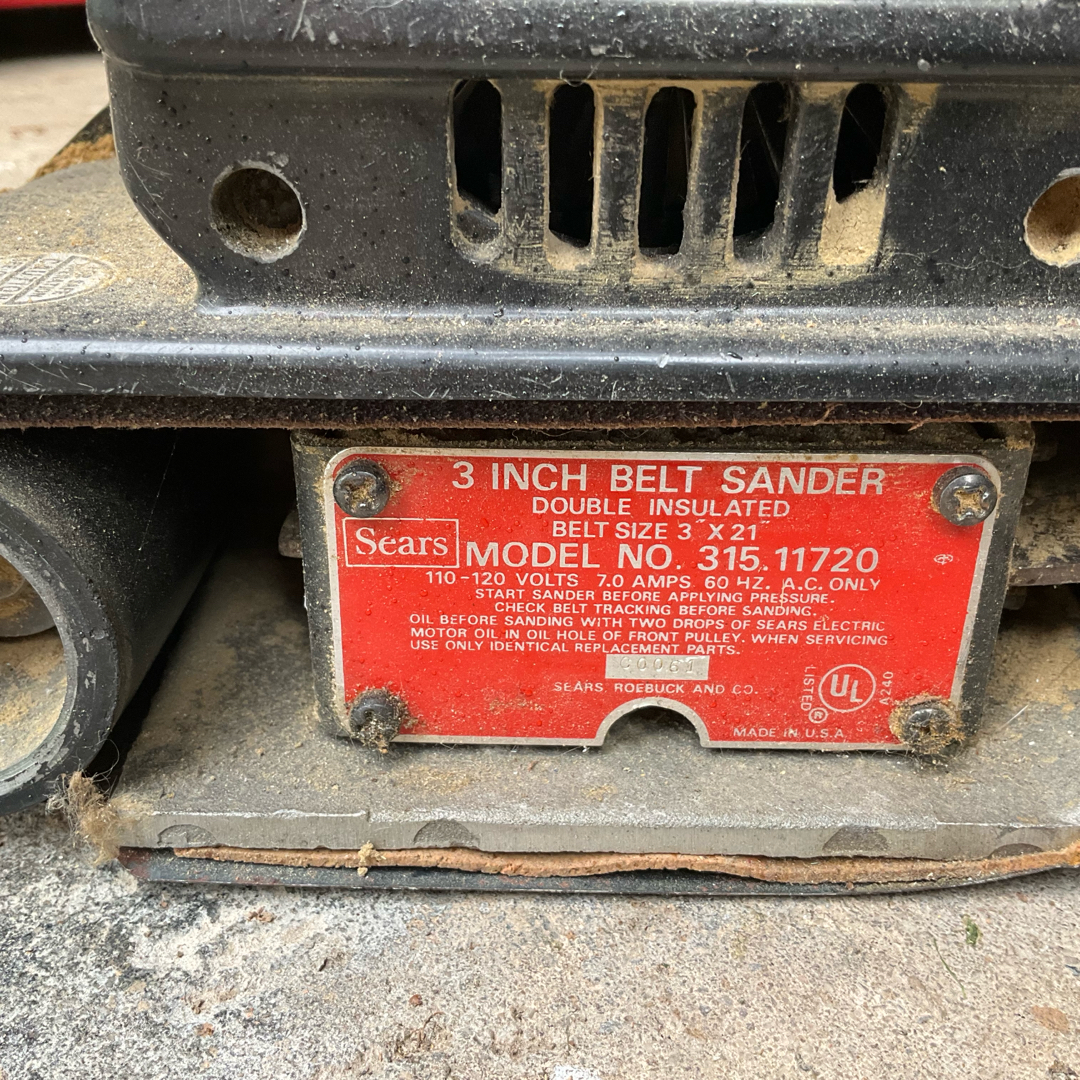 3 INCH BELT SANDER
DOUBLE INSULATED
BELT SIZE 3" X 21"
Sears
MODEL NO. 315.11720
110-120 VOLTS 7.0 AMPS 60 HZ. A.C. ONLY
START SANDER BEFORE APPLYING PRESSURE.
CHECK BELT TRACKING BEFORE SANDING.
OIL BEFORE SANDING WITH TWO DROPS OF SEARS ELECTRIC
MOTOR OIL IN OIL HOLE OF FRONT PULLEY. WHEN SERVICING
USE ONLY IDENTICAL REPLACEMENT PARTS.
C0061
SEARS, ROEBUCK AND CO.
LISTED
UL
®
A240
MADE IN U.S.A.